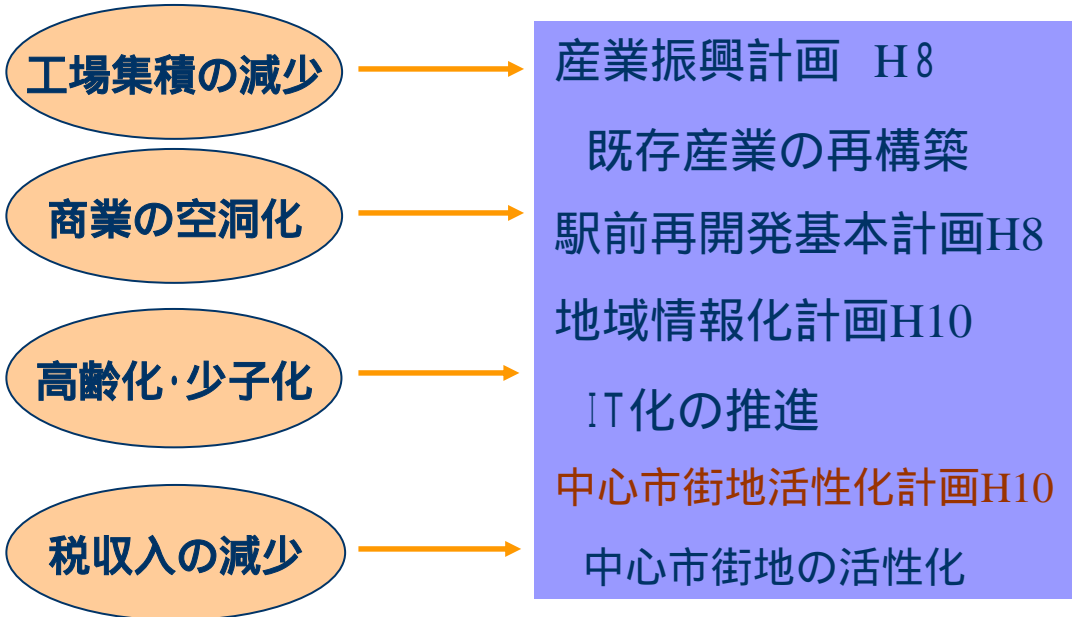 工場集積の減少
商業の空洞化
高齢化・少子化
税収入の減少
産業振興計画 H8
既存産業の再構築
駅前再開発基本計画H8
地域情報化計画H10
IT化の推進
中心市街地活性化計画H10
中心市街地の活性化